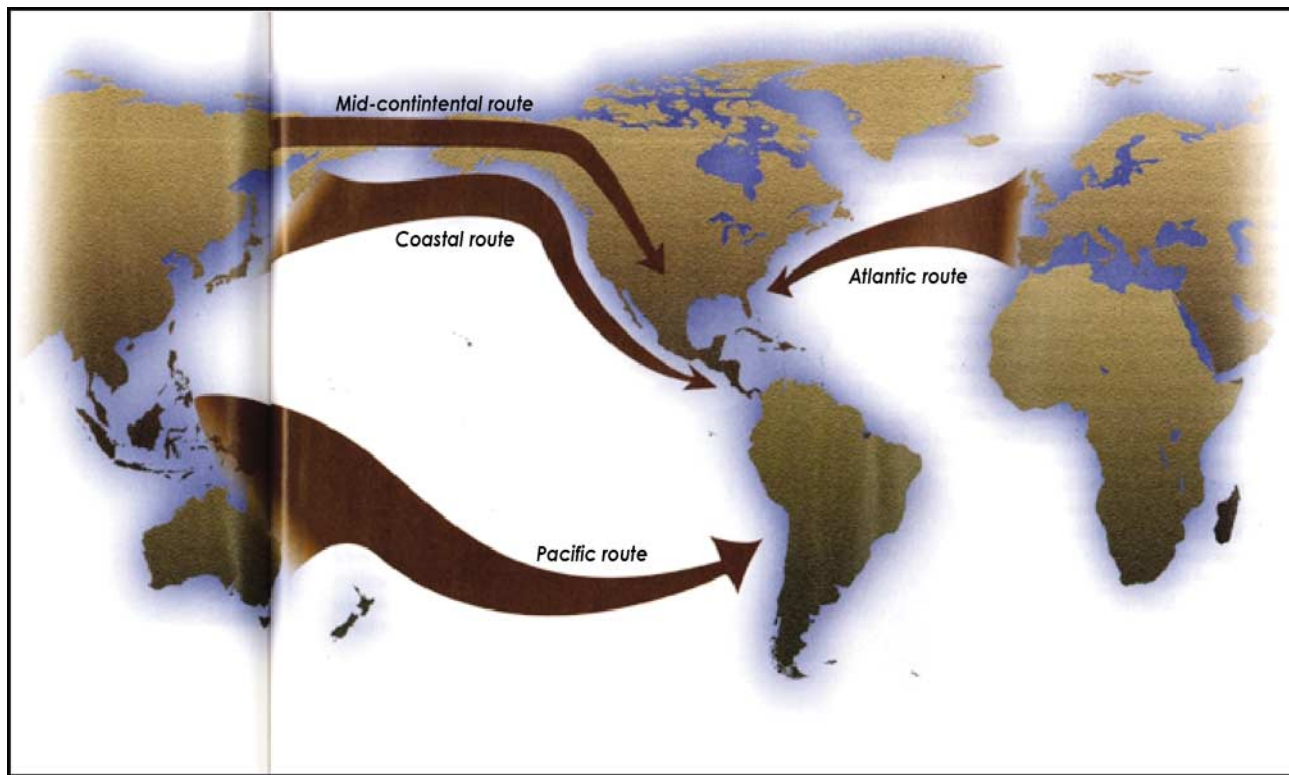 Mid-contintental route
Coastal route
Atlantic route
Pacific route